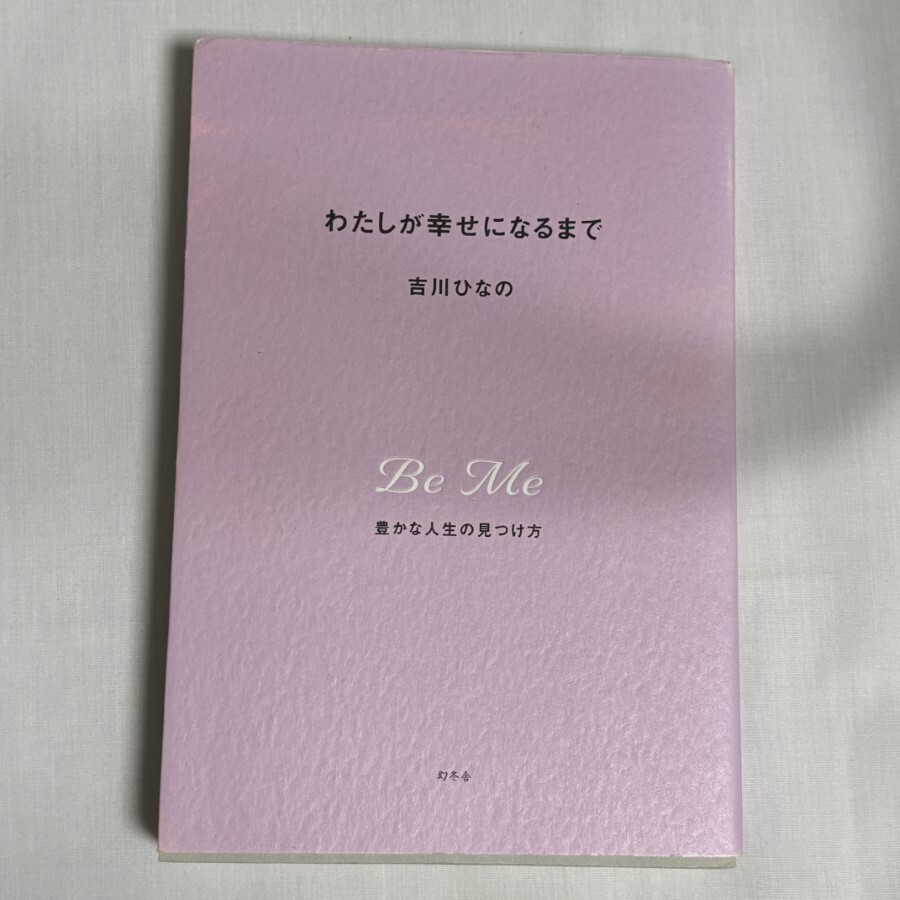 わたしが幸せになるまで
吉川ひなの
Be Me
豊かな人生の見つけ方
幻冬舎